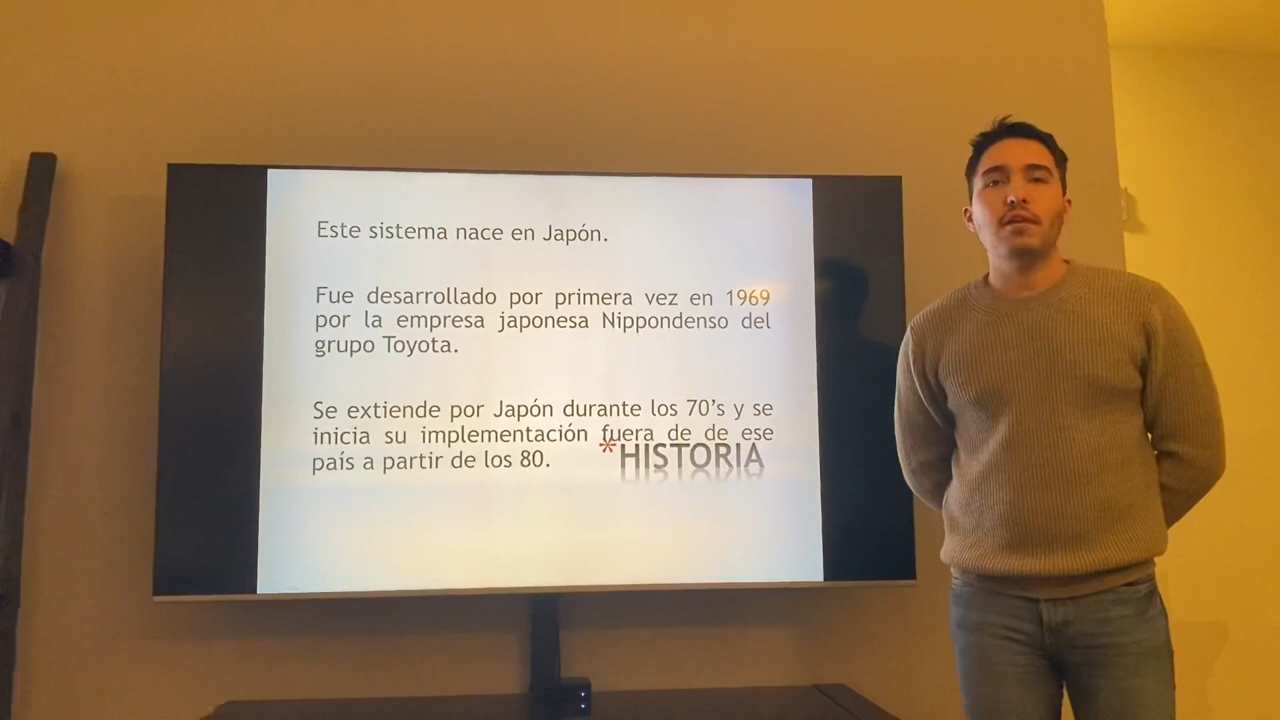 Este sistema nace en Japón.
Fue desarrollado por primera vez en 1969
por la empresa japonesa Nippondenso del
grupo Toyota.
Se extiende por Japón durante los 70's y se
inicia su implementación fuera de de ese
país a partir de los 80.
*HISTORIA